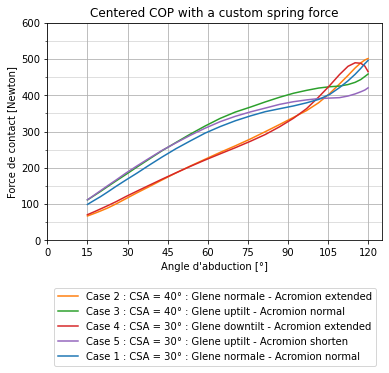 Centered COP with a custom spring force
Force de contact [Newton]
600
500
400
300
200
100
0
0 15 30 45 60 75 90 105 120
Angle d'abduction [°]
Case 2 : CSA = 40° : Glene normale - Acromion extended
Case 3 : CSA = 40° : Glene uptilt - Acromion normal
Case 4 : CSA = 30° : Glene downtilt - Acromion extended
Case 5 : CSA = 30° : Glene uptilt - Acromion shorten
Case 1 : CSA = 30° : Glene normale - Acromion normal